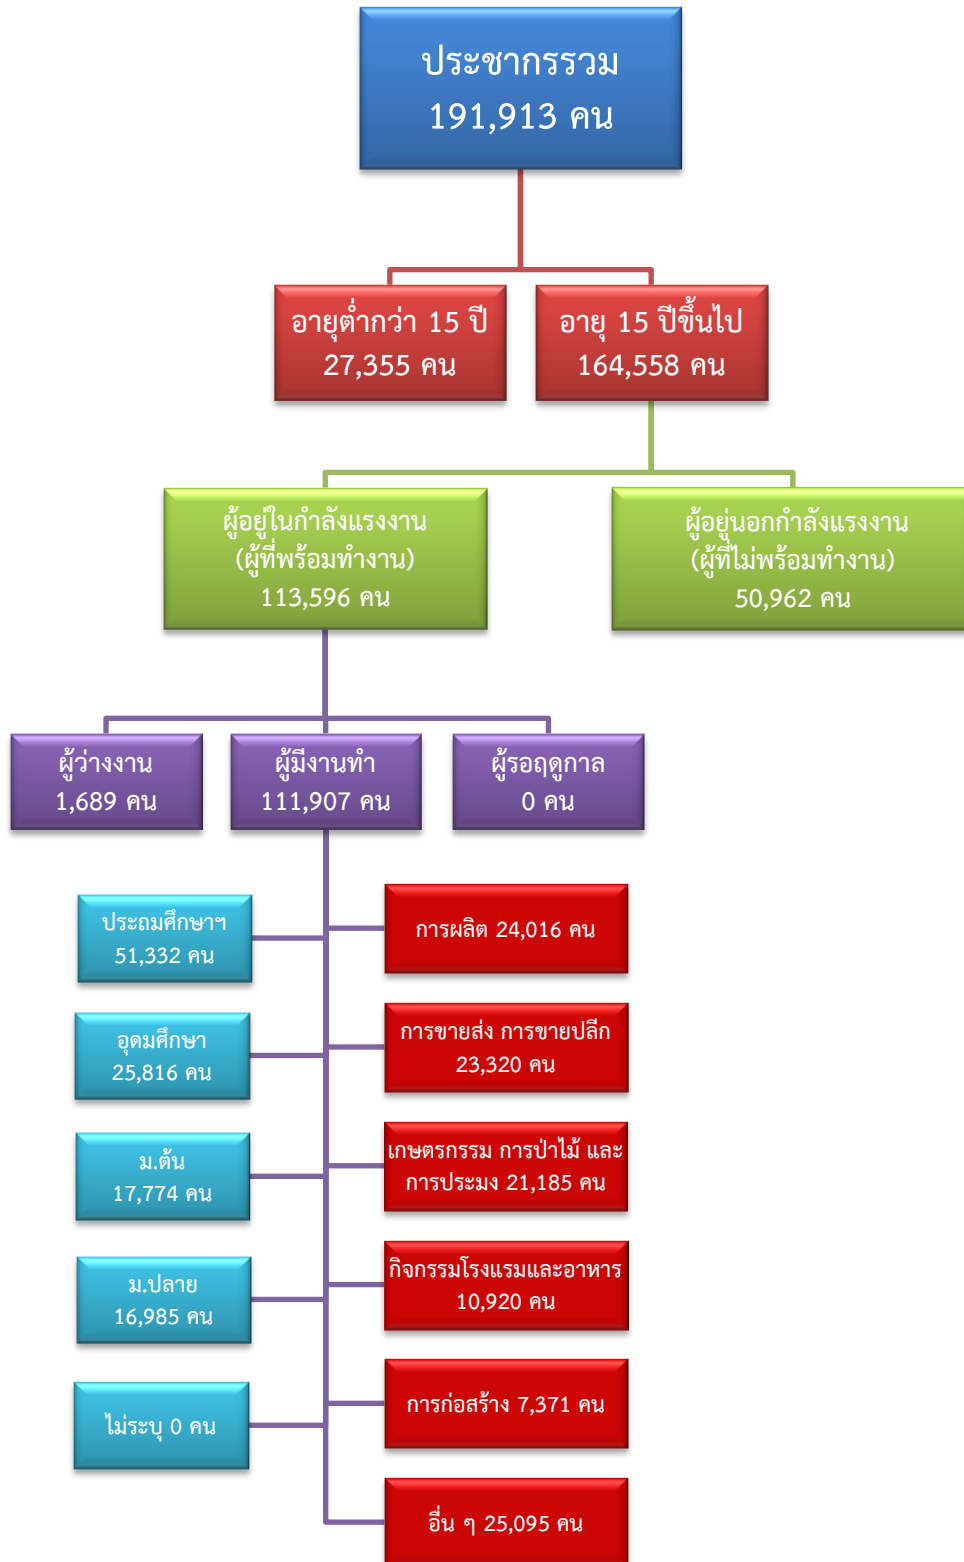 ประชากรรวม
191,913 คน
อายุต่ำกว่า 15 ปี
27,355 คน
อายุ 15 ปีขึ้นไป
164,558 คน
ผู้อยู่ในกำลังแรงงาน
(ผู้ที่พร้อมทำงาน)
113,596 คน
ผู้อยู่นอกกำลังแรงงาน
(ผู้ที่ไม่พร้อมทำงาน)
50,962 คน
ผู้ว่างงาน
1,689 คน
ผู้มีงานทำ
111,907 คน
ผู้รอฤดูกาล
0 คน
ประถมศึกษาฯ
51,332 คน
อุดมศึกษา
25,816 คน
ม.ต้น
17,774 คน
ม.ปลาย
16,985 คน
ไม่ระบุ 0 คน
การผลิต 24,016 คน
การขายส่ง การขายปลีก
23,320 คน
เกษตรกรรม การป่าไม้ และ
การประมง 21,185 คน
กิจกรรมโรงแรมและอาหาร
10,920 คน
การก่อสร้าง 7,371 คน
อื่น ๆ 25,095 คน